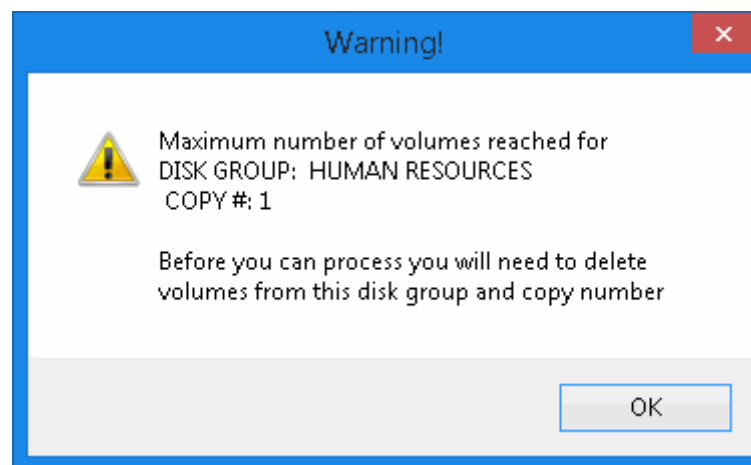 Warning!
Maximum number of volumes reached for
DISK GROUP: HUMAN RESOURCES
COPY #: 1
Before you can process you will need to delete
volumes from this disk group and copy number
OK